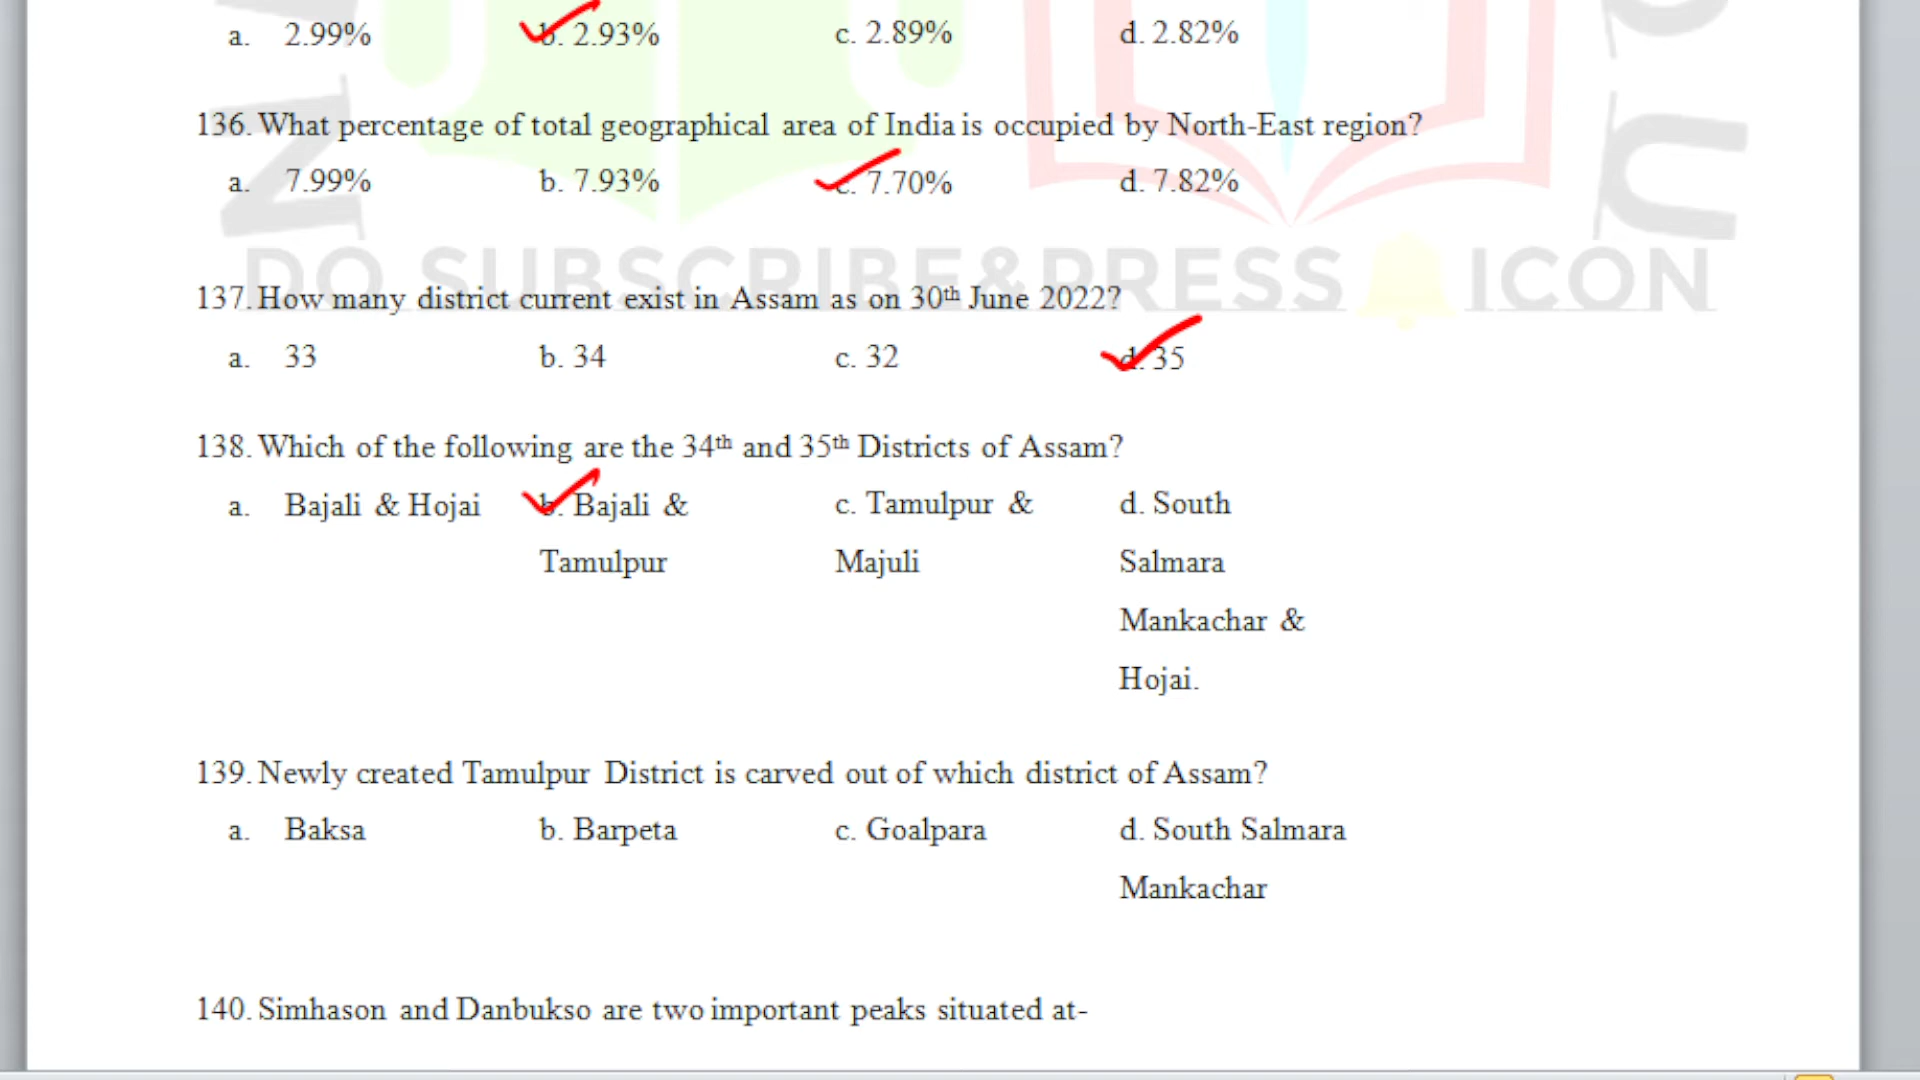 a. 2.99% b. 2.93% c. 2.89% d. 2.82%
136. What percentage of total geographical area of India is occupied by North-East region?
a. 7.99% b. 7.93% c. 7.70% d. 7.82%
DO SUBSCRIBE & PRESS ICON
137. How many district current exist in Assam as on 30th June 2022?
a. 33 b. 34 c. 32 d. 35
138. Which of the following are the 34th and 35th Districts of Assam?
a. Bajali & Hojai b. Bajali & c. Tamulpur & d. South
Tamulpur Majuli Salmara
Mankachar &
Hojai.
139. Newly created Tamulpur District is carved out of which district of Assam?
a. Baksa b. Barpeta c. Goalpara d. South Salmara
Mankachar
140. Simhason and Danbukso are two important peaks situated at-